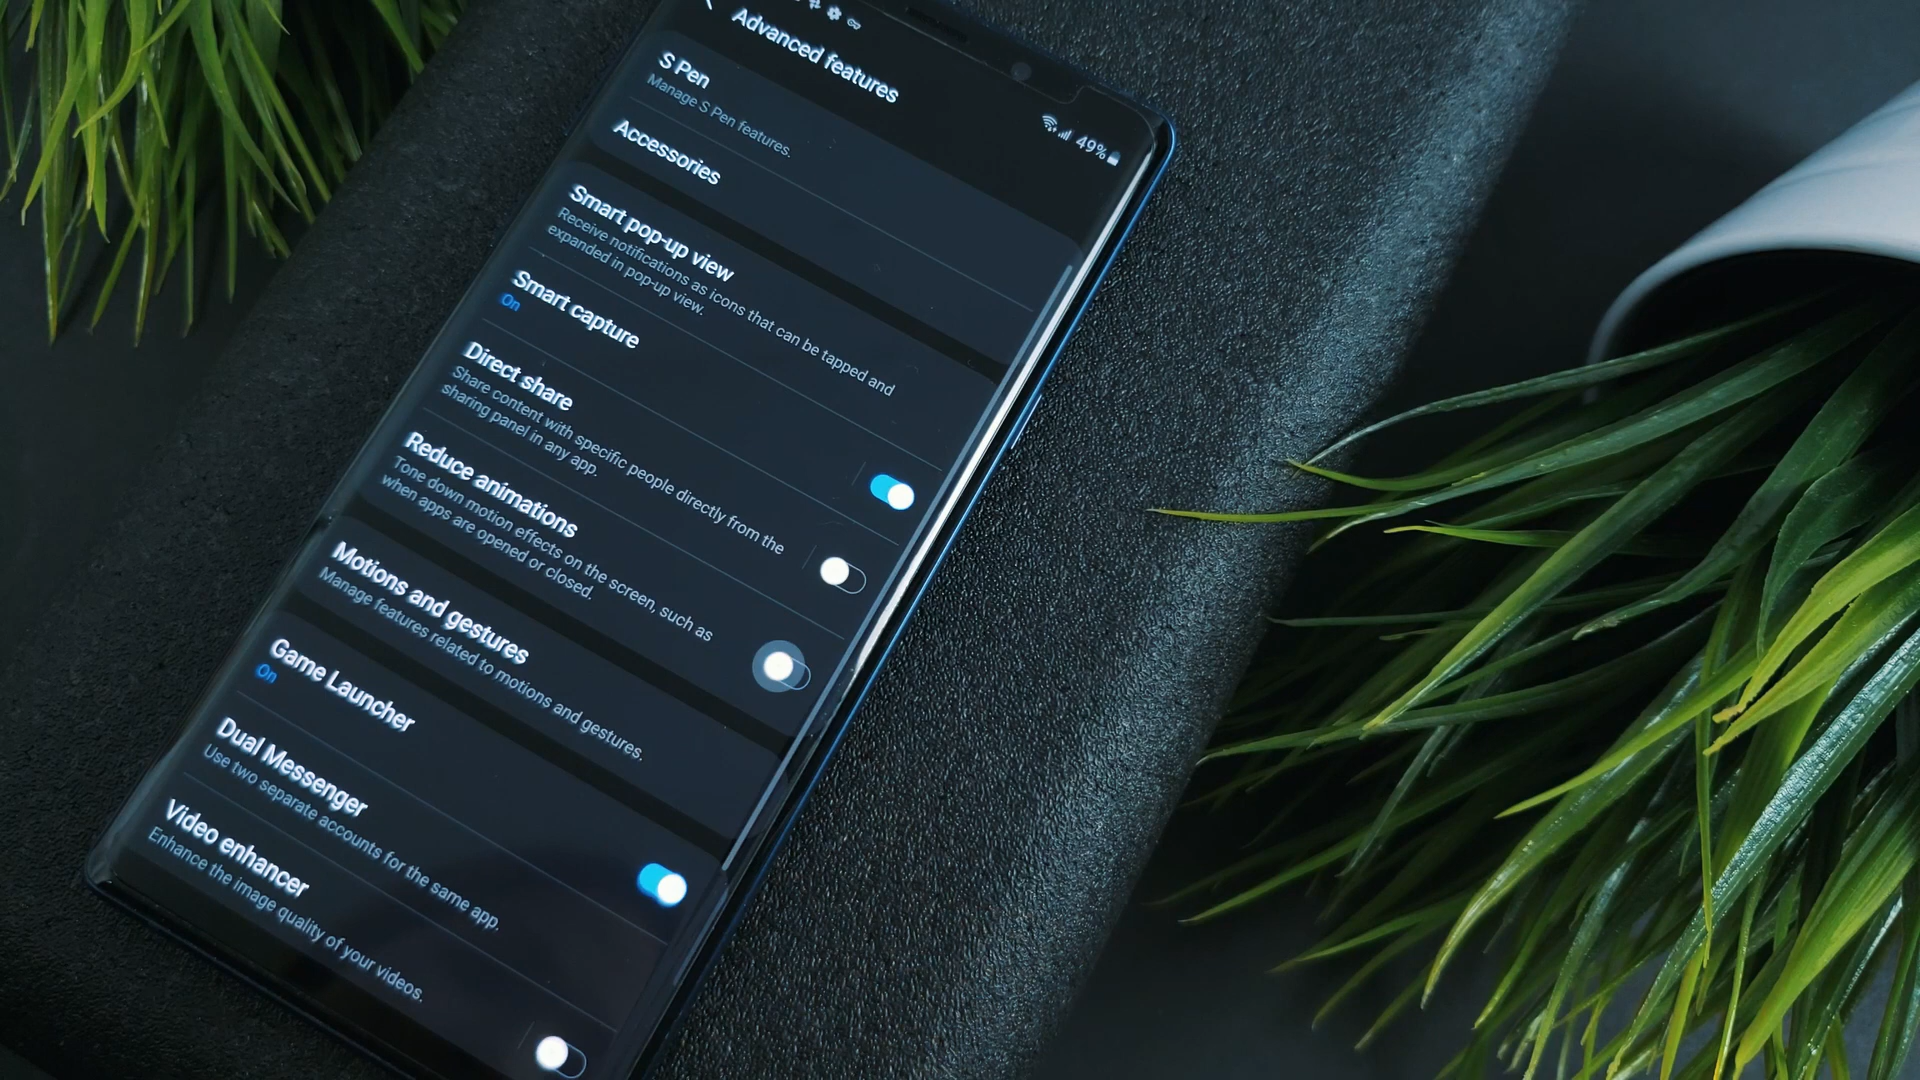 49%
Advanced features
S Pen
Manage S Pen features.
Accessories
Smart pop-up view
Receive notifications as icons that can be tapped and
expanded in pop-up view.
Smart capture
On
Direct share
Share content with specific people directly from the
sharing panel in any app.
Reduce animations
Tone down motion effects on the screen, such as
when apps are opened or closed.
Motions and gestures
Manage features related to motions and gestures.
Game Launcher
On
Dual Messenger
Use two separate accounts for the same app.
Video enhancer
Enhance the image quality of your videos.